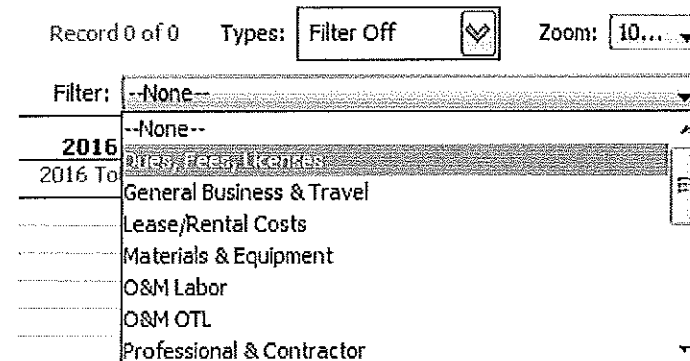 Record 0 of 0 Types: Filter Off Zoom: 10...
Filter: --None--
--None--
2016 Dues, Fees, Licenses
2016 To General Business & Travel
Lease/Rental Costs
Materials & Equipment
O&M Labor
O&M OTL
Professional & Contractor